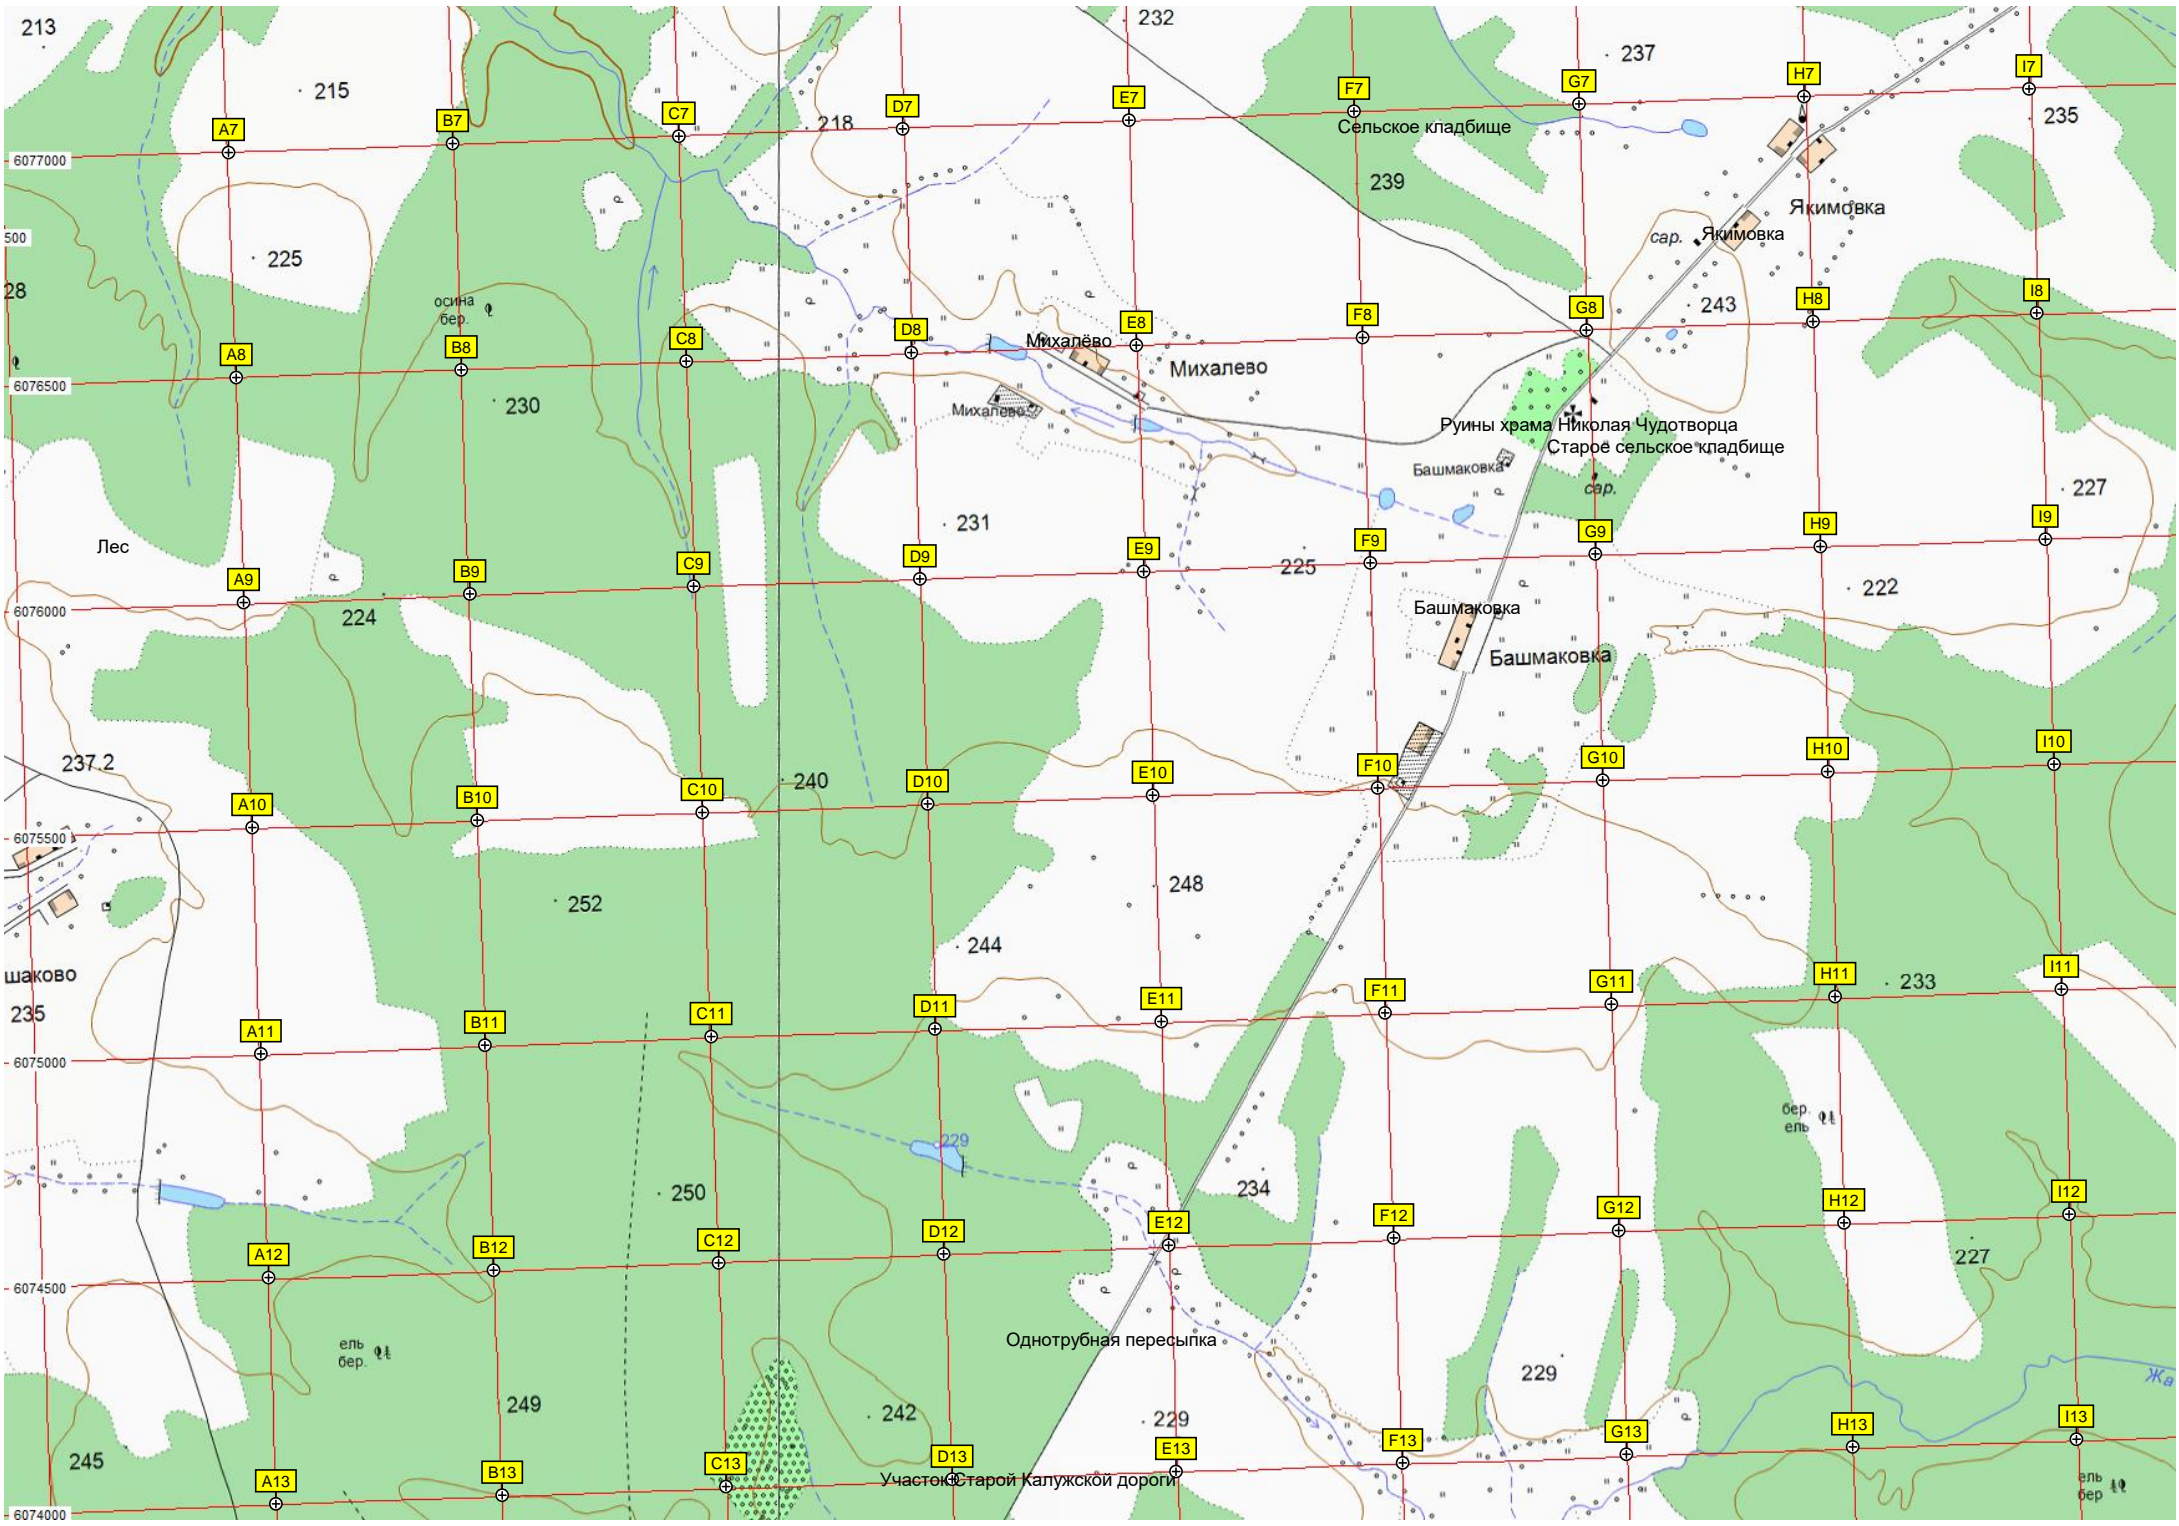 213
232
237
215
218
235
A7
B7
C7
D7
E7
F7
G7
H7
I7
Сельское кладбище
6077000
239
Якимовка
Якимовка
сар.
500
225
28
осина
бер.
243
A8
B8
C8
D8
E8
F8
G8
H8
I8
Михалёво
Михалево
6076500
230
Михалево
Руины храма Николая Чудотворца
Старое сельское кладбище
Башмаковка
сар.
227
231
Лес
225
222
A9
B9
C9
D9
E9
F9
G9
H9
I9
6076000
224
Башмаковка
Башмаковка
237.2
240
A10
B10
C10
D10
E10
F10
G10
H10
I10
6075500
248
252
244
шаково
233
235
A11
B11
C11
D11
E11
F11
G11
H11
I11
6075000
бер.
ель
229
250
234
A12
B12
C12
D12
E12
F12
G12
H12
I12
227
6074500
Однотрубная пересыпка
ель
бер.
229
Жа
249
242
229
245
A13
B13
C13
D13
E13
F13
G13
H13
I13
Участок Старой Калужской дороги
ель
бер
6074000